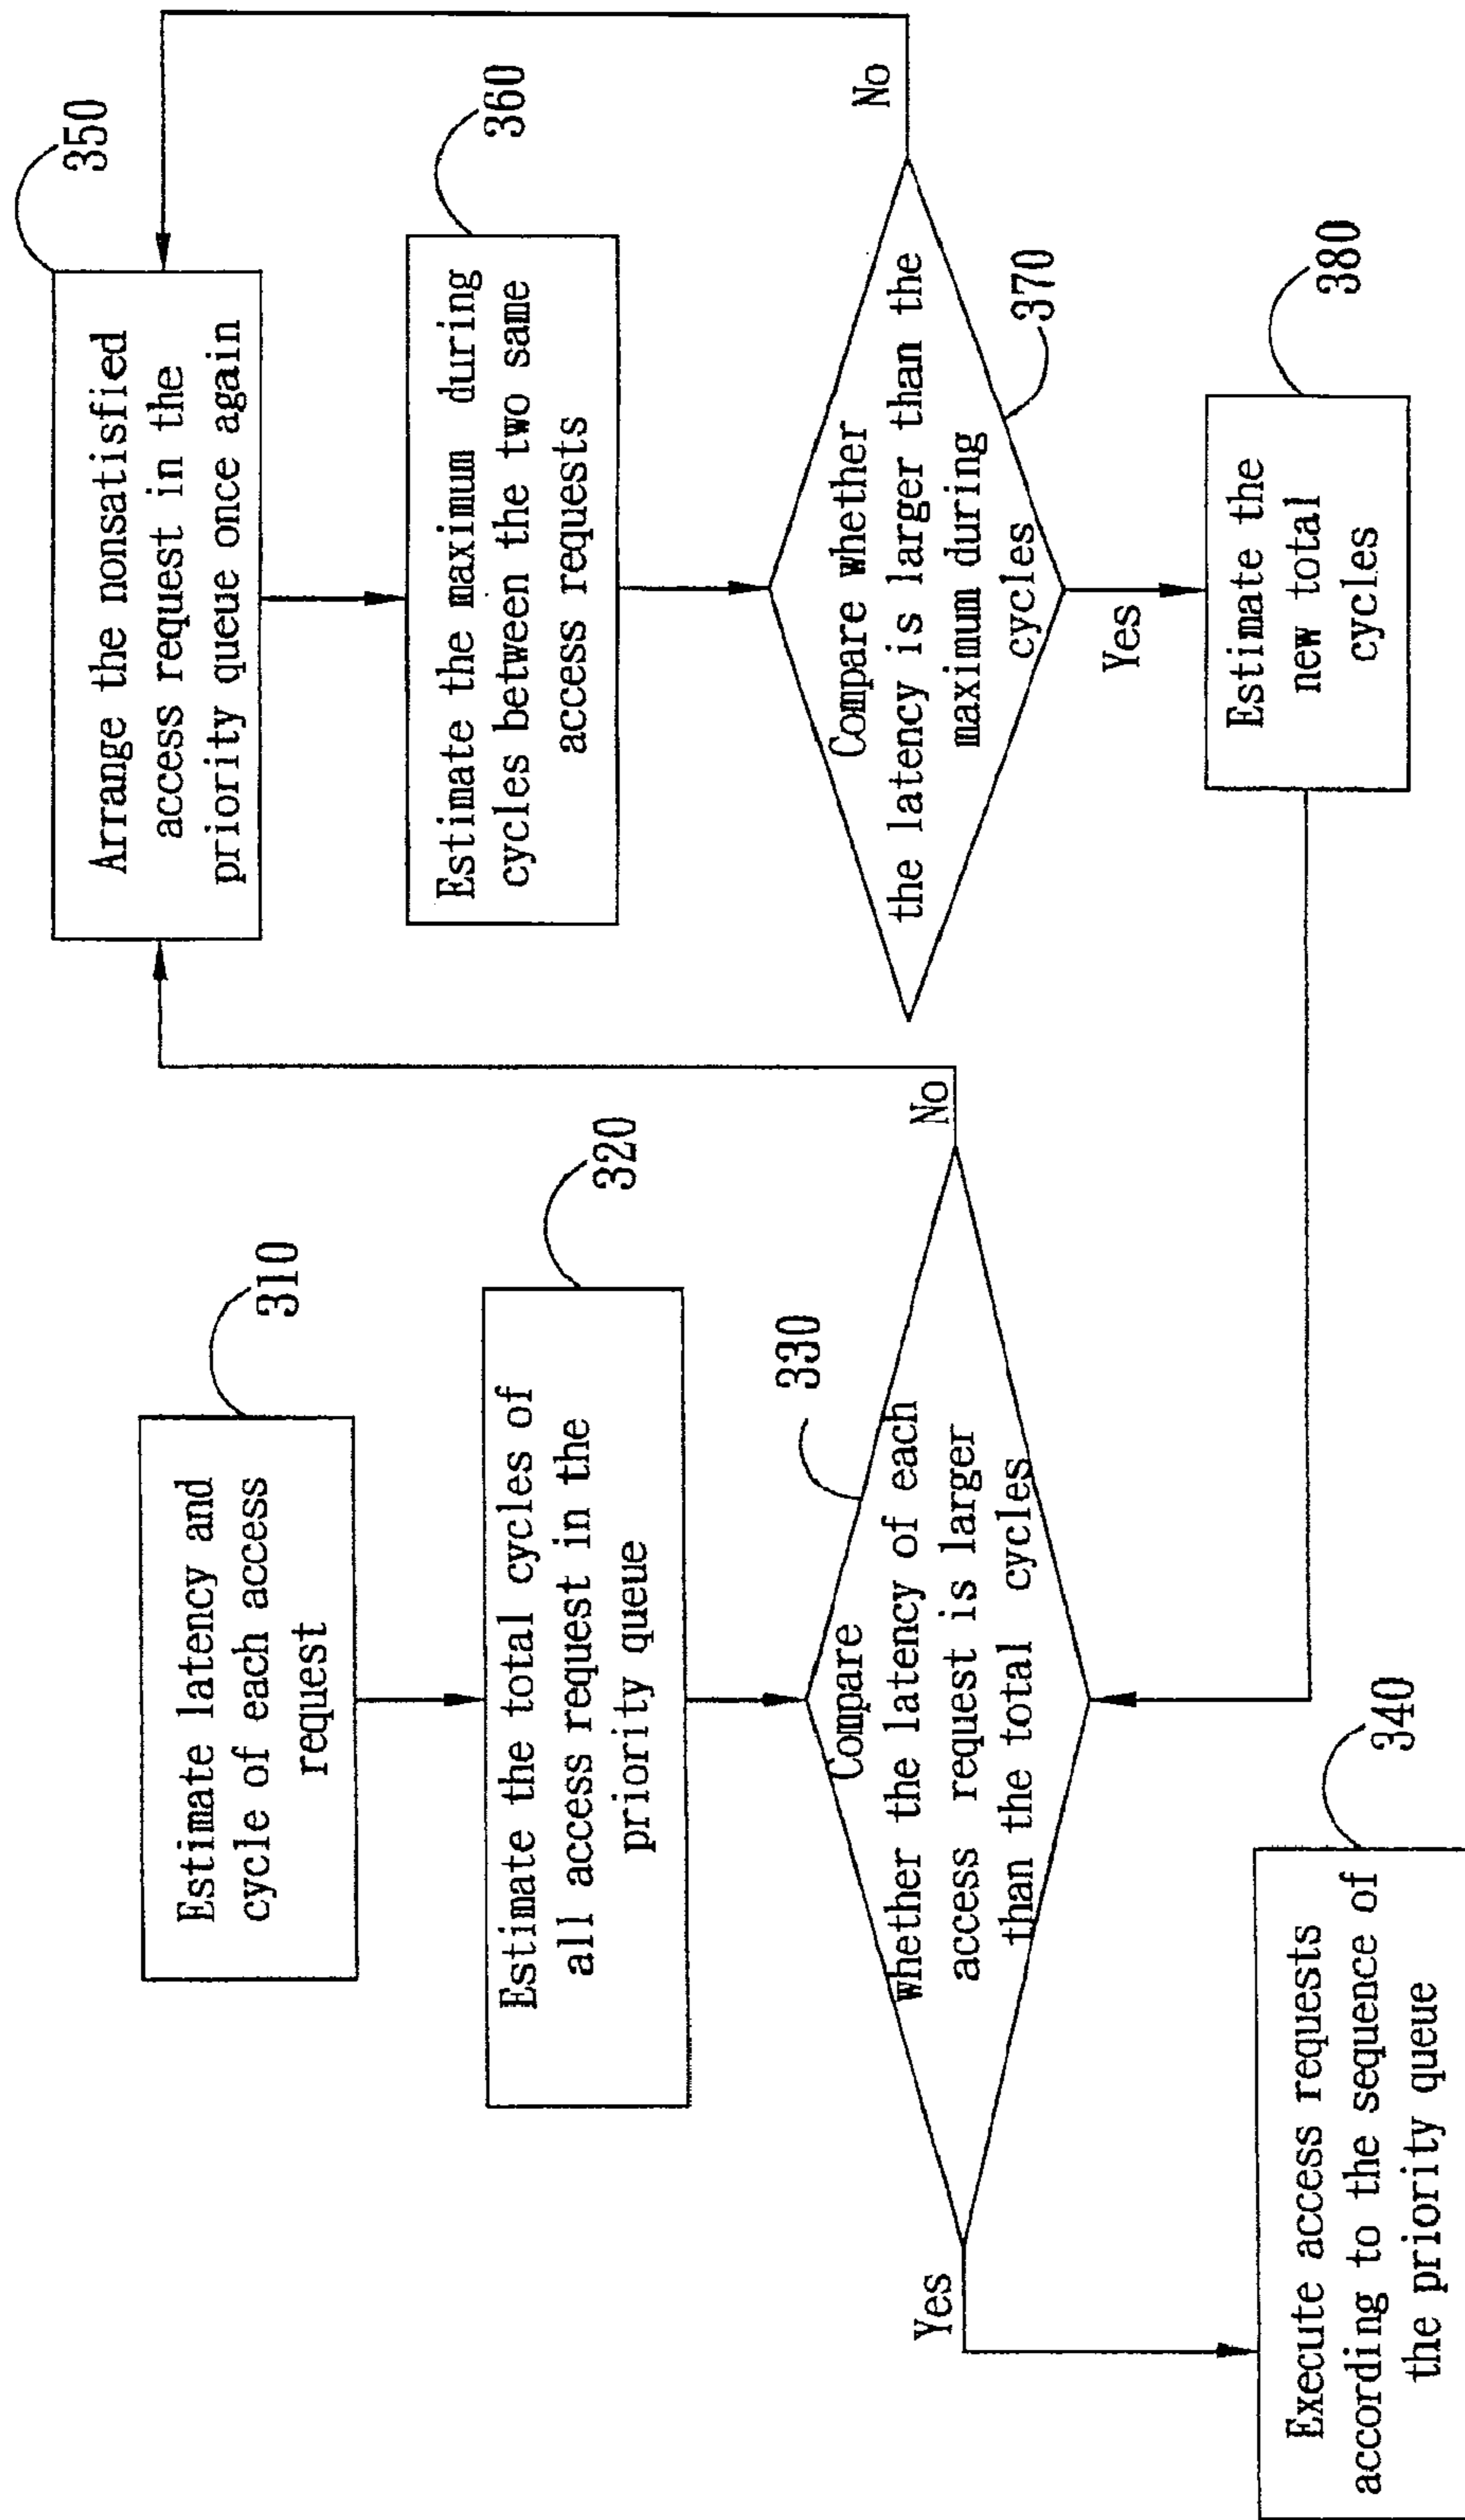 310
Estimate latency and
cycle of each access
request
320
Estimate the total cycles of
all access request in the
priority queue
330
Compare
whether the latency of each
access request is larger
than the total cycles
No
Yes
340
Execute access requests
according to the sequence of
the priority queue
350
Arrange the nonsatisfied
access request in the
priority queue once again
360
Estimate the maximum during
cycles between the two same
access requests
Compare whether
the latency is larger than the
maximum during
cycles
370
No
Yes
380
Estimate the
new total
cycles